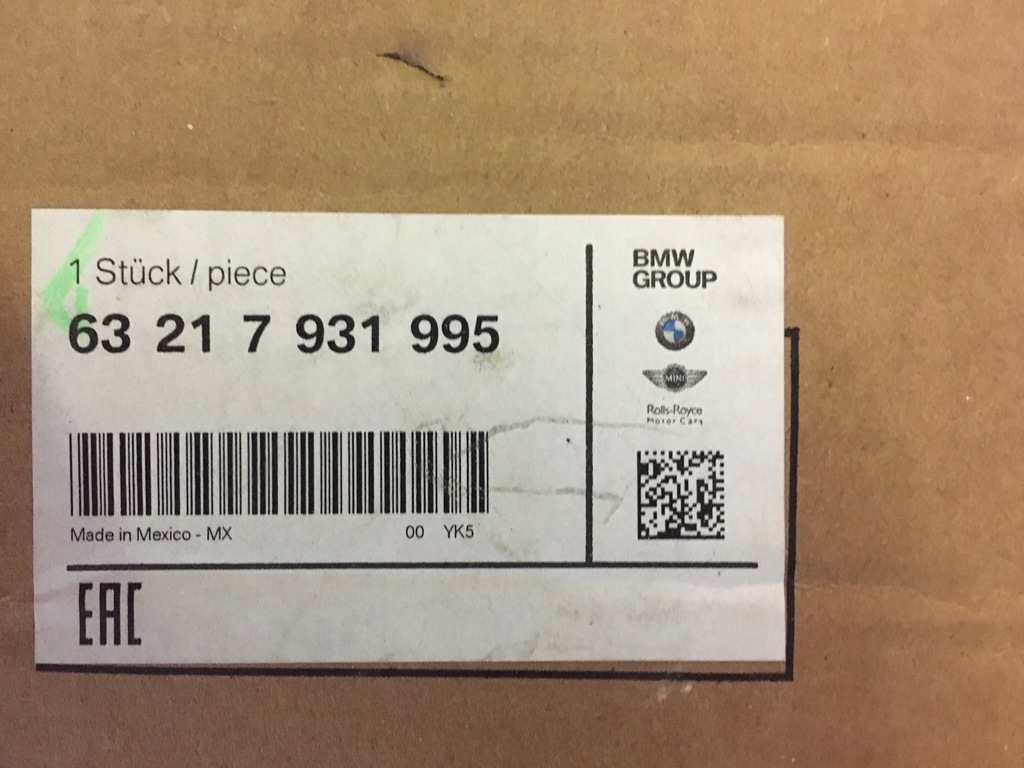 1 Stück / piece
63 21 7 931 995
Made in Mexico - MX 00 YK5
EAC
BMW
GROUP
MINI
Rolls-Royce
Motor Cars